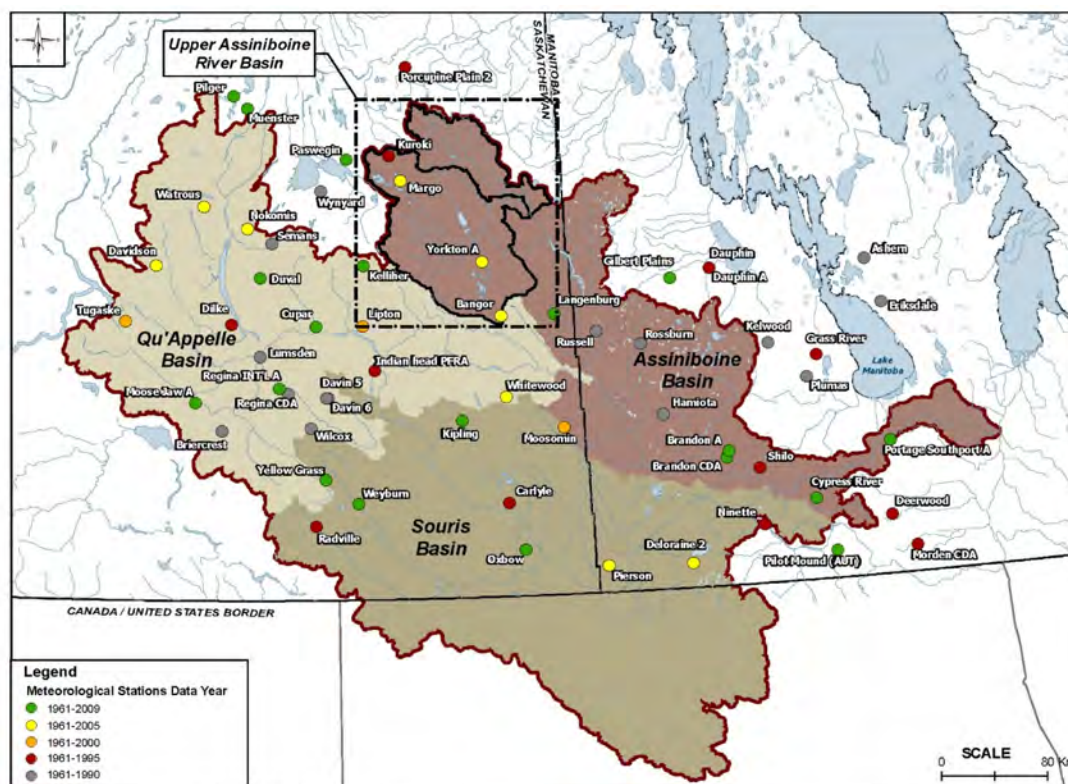 Upper Assiniboine
River Basin
MANITOBA
SASKATCHEWAN
Porcupine Plain 2
Pilger
Muenster
Kuroki
Paswegin
Margo
Wynyard
Watrous
Nokomis
Semans
Yorkton A
Davidson
Kelliher
Duval
Gilbert Plains
Dauphin
Dauphin A
Ashern
Eriksdale
Bangor
Langenburg
Tugaske
Dilke
Cupar
Lipton
Russell
Rossburn
Kelwood
Grass River
Lake
Manitoba
Qu'Appelle
Basin
Assiniboine
Basin
Lumsden
Indian head PFRA
Plumas
Regina INT'L A
Davin 5
Whitewood
Moose Jaw A
Regina CDA
Davin 6
Hamiota
Briercrest
Wilcox
Kipling
Moosomin
Brandon A
Brandon CDA
Shilo
Portage Southport A
Yellow Grass
Weyburn
Carlyle
Cypress River
Deerwood
Radville
Souris
Basin
Ninette
Oxbow
Deloraine 2
Pierson
Pilot Mound (AUT)
Morden CDA
CANADA / UNITED STATES BORDER
Legend
Meteorological Stations Data Year
1961-2009
1961-2005
1961-2000
1961-1995
1961-1990
SCALE
0
80